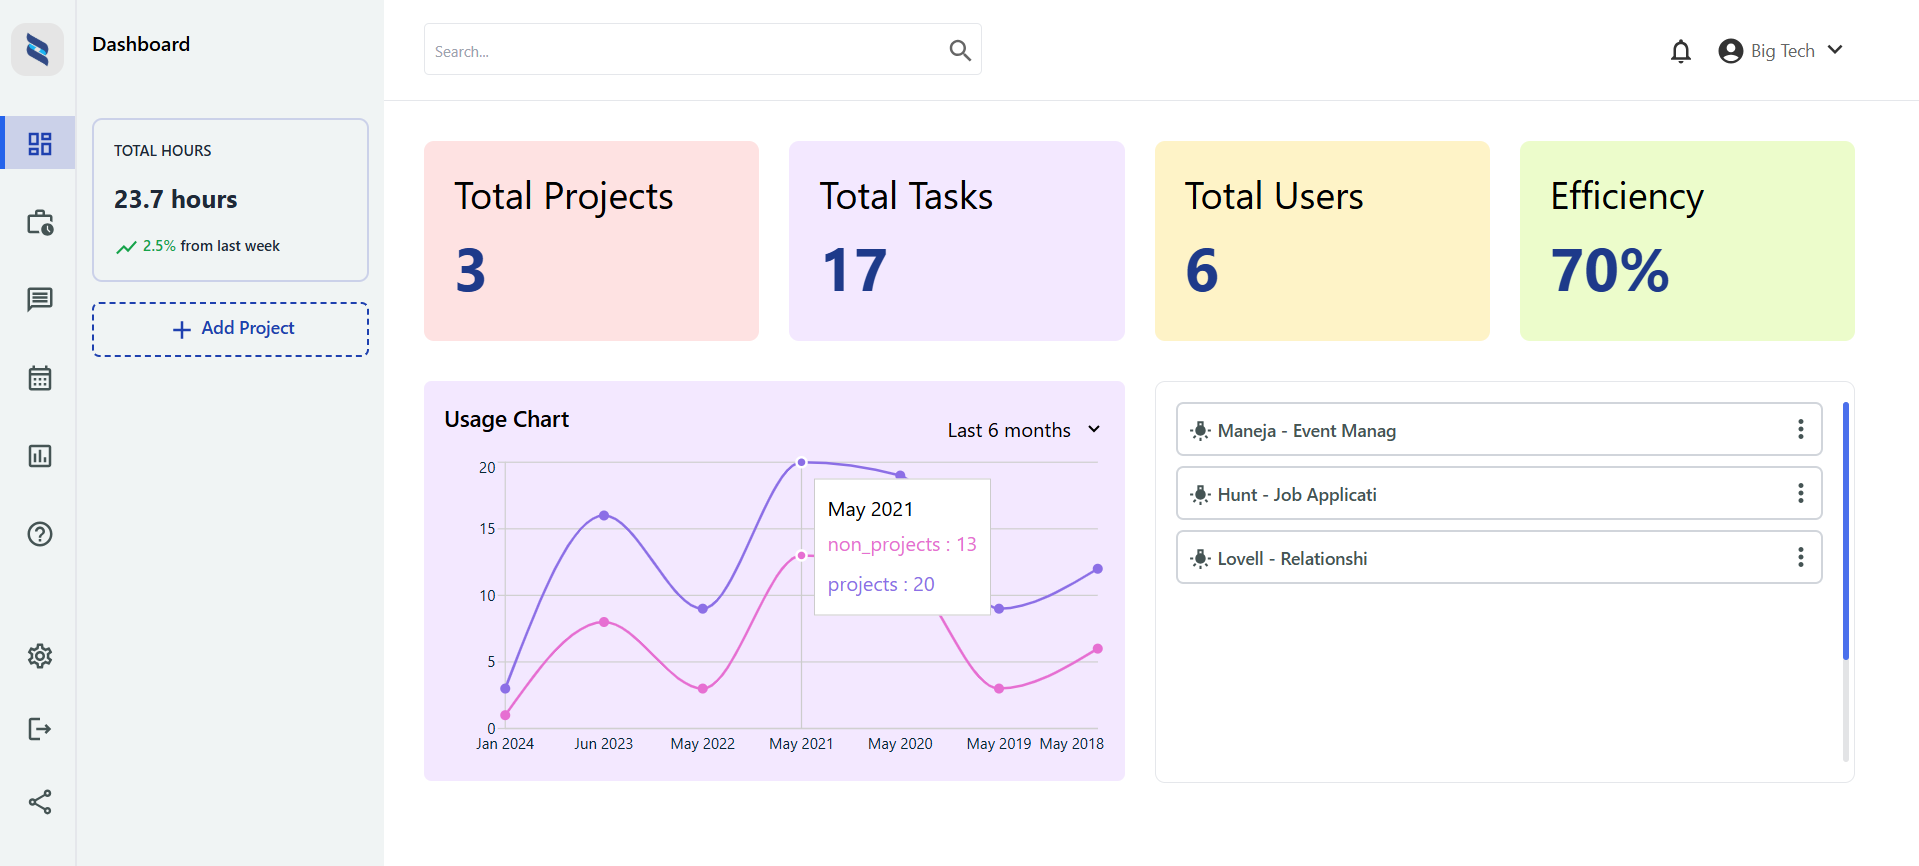 Dashboard
Search...
Big Tech
TOTAL HOURS
23.7 hours
2.5% from last week
Add Project
Total Projects
3
Total Tasks
17
Total Users
6
Efficiency
70%
Usage Chart
Last 6 months
20
15
10
5
0
Jan 2024
Jun 2023
May 2022
May 2021
May 2020
May 2019
May 2018
May 2021
non_projects : 13
projects : 20
Maneja - Event Manag
Hunt - Job Applicati
Lovell - Relationshi